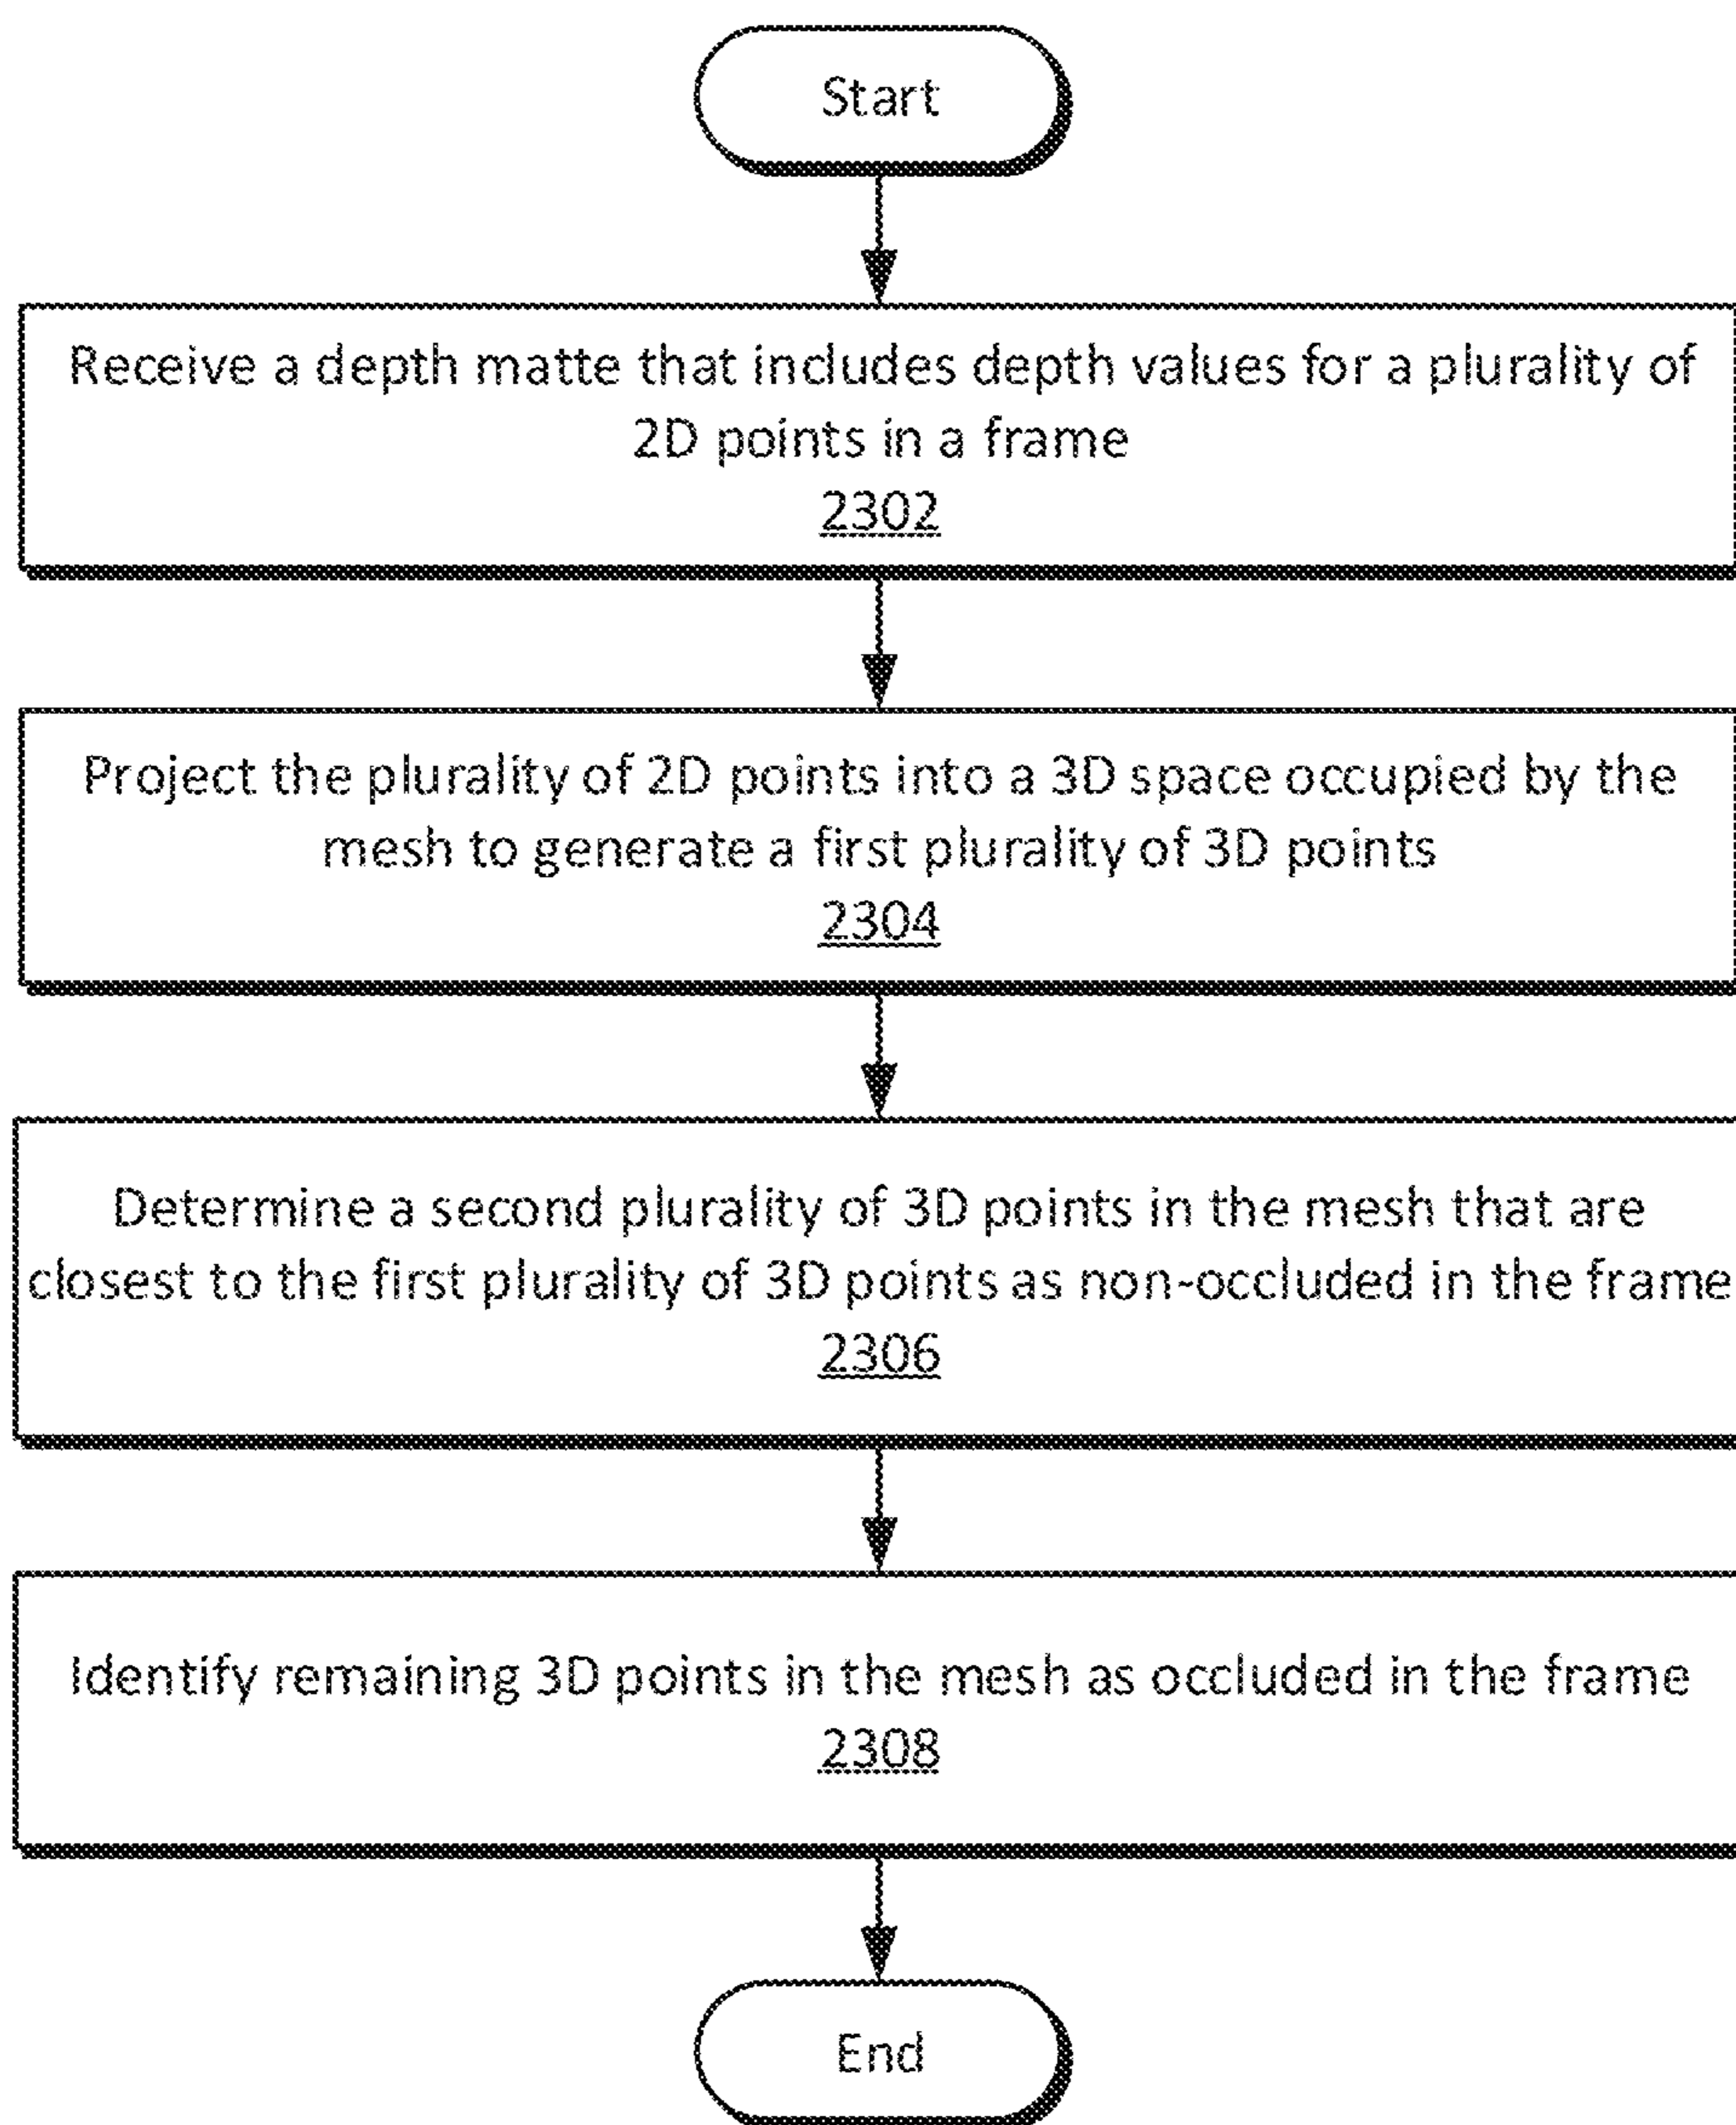 Start
Receive a depth matte that includes depth values for a plurality of
2D points in a frame
2302
Project the plurality of 2D points into a 3D space occupied by the
mesh to generate a first plurality of 3D points
2304
Determine a second plurality of 3D points in the mesh that are
closest to the first plurality of 3D points as non-occluded in the frame
2306
Identify remaining 3D points in the mesh as occluded in the frame
2308
End